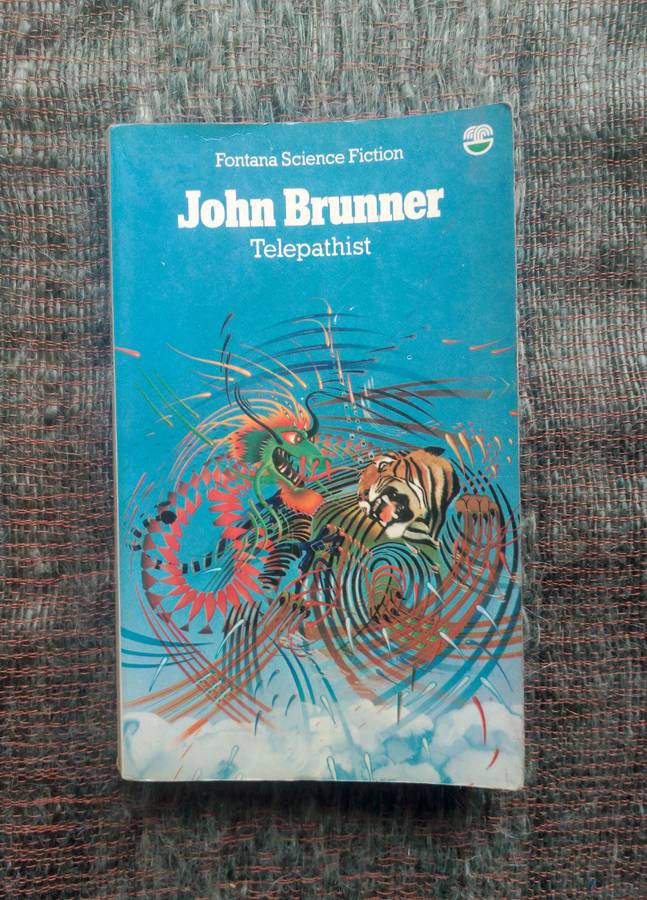 Fontana Science Fiction
John Brunner
Telepathist